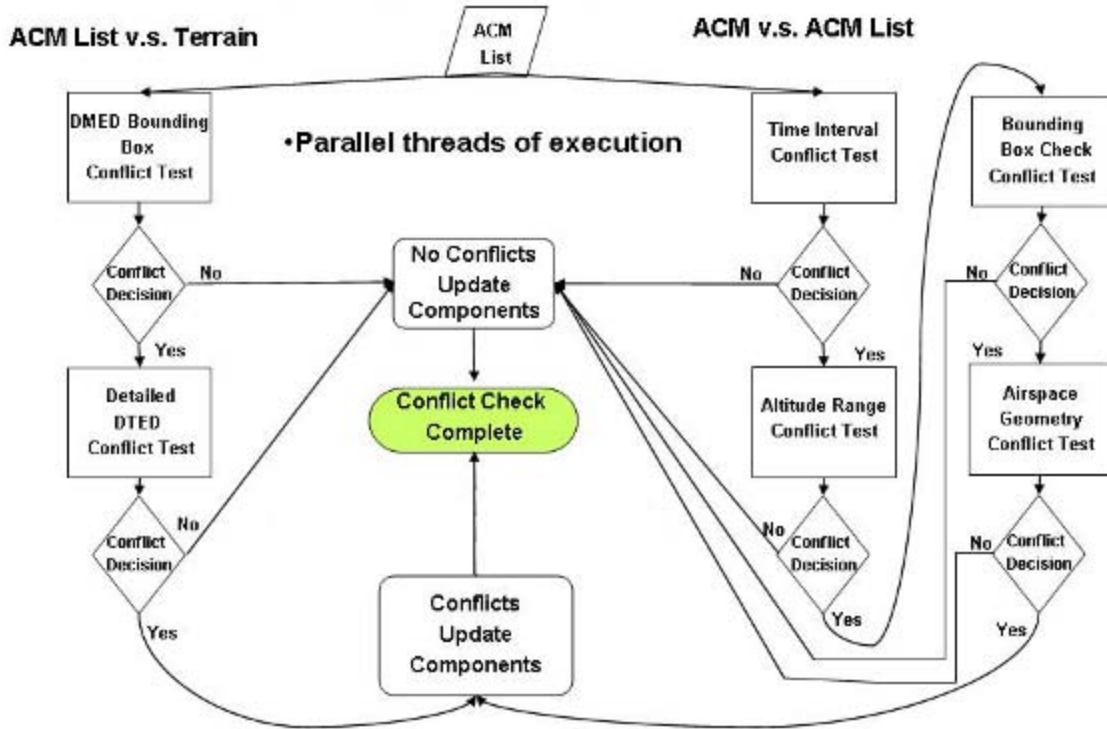 ACM List v.s. Terrain
ACM
List
ACM v.s. ACM List
DMED Bounding
Box
Conflict Test
•Parallel threads of execution
Time Interval
Conflict Test
Bounding
Box Check
Conflict Test
Conflict
Decision
No
No Conflicts
Update
Components
No
Conflict
Decision
No
Conflict
Decision
Yes
Yes
Yes
Detailed
DTED
Conflict Test
Conflict Check
Complete
Altitude Range
Conflict Test
Airspace
Geometry
Conflict Test
Conflict
Decision
No
No
Conflict
Decision
No
Conflict
Decision
Yes
Conflicts
Update
Components
Yes
Yes